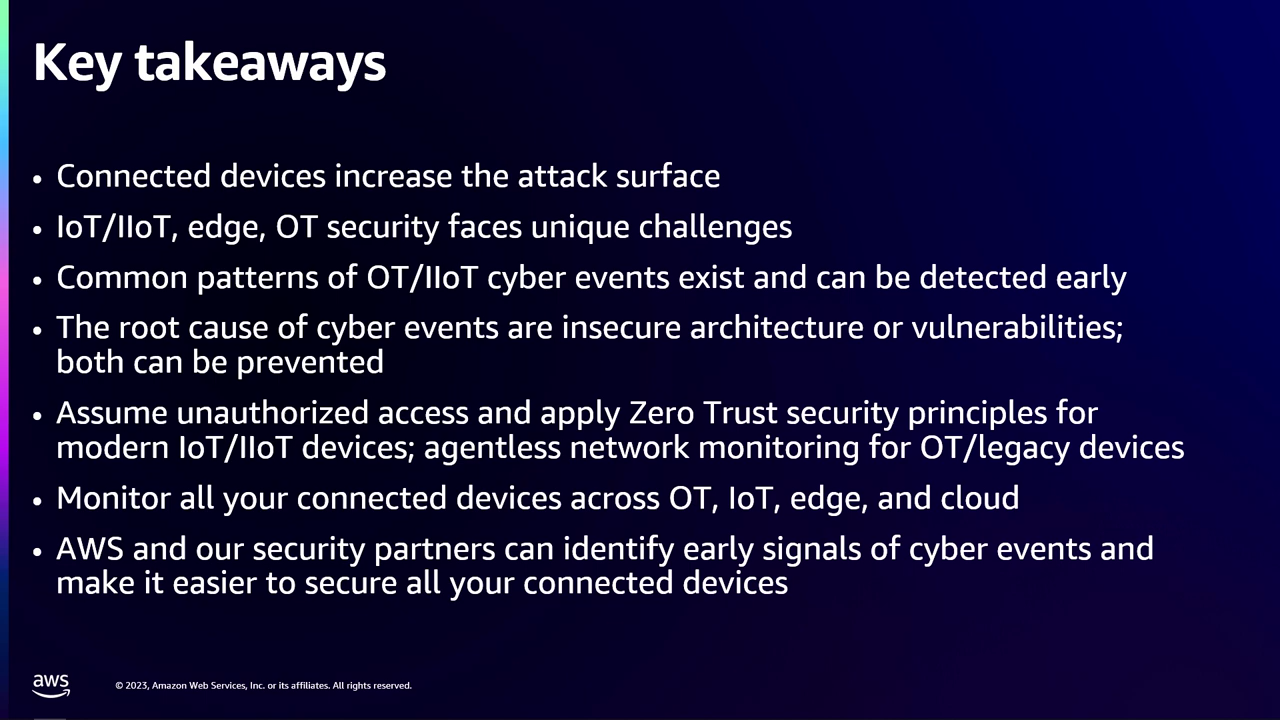 Key takeaways
• Connected devices increase the attack surface
• IoT/IIoT, edge, OT security faces unique challenges
• Common patterns of OT/IIoT cyber events exist and can be detected early
• The root cause of cyber events are insecure architecture or vulnerabilities;
both can be prevented
• Assume unauthorized access and apply Zero Trust security principles for
modern IoT/IIoT devices; agentless network monitoring for OT/legacy devices
• Monitor all your connected devices across OT, IoT, edge, and cloud
• AWS and our security partners can identify early signals of cyber events and
make it easier to secure all your connected devices
aws
© 2023, Amazon Web Services, Inc. or its affiliates. All rights reserved.